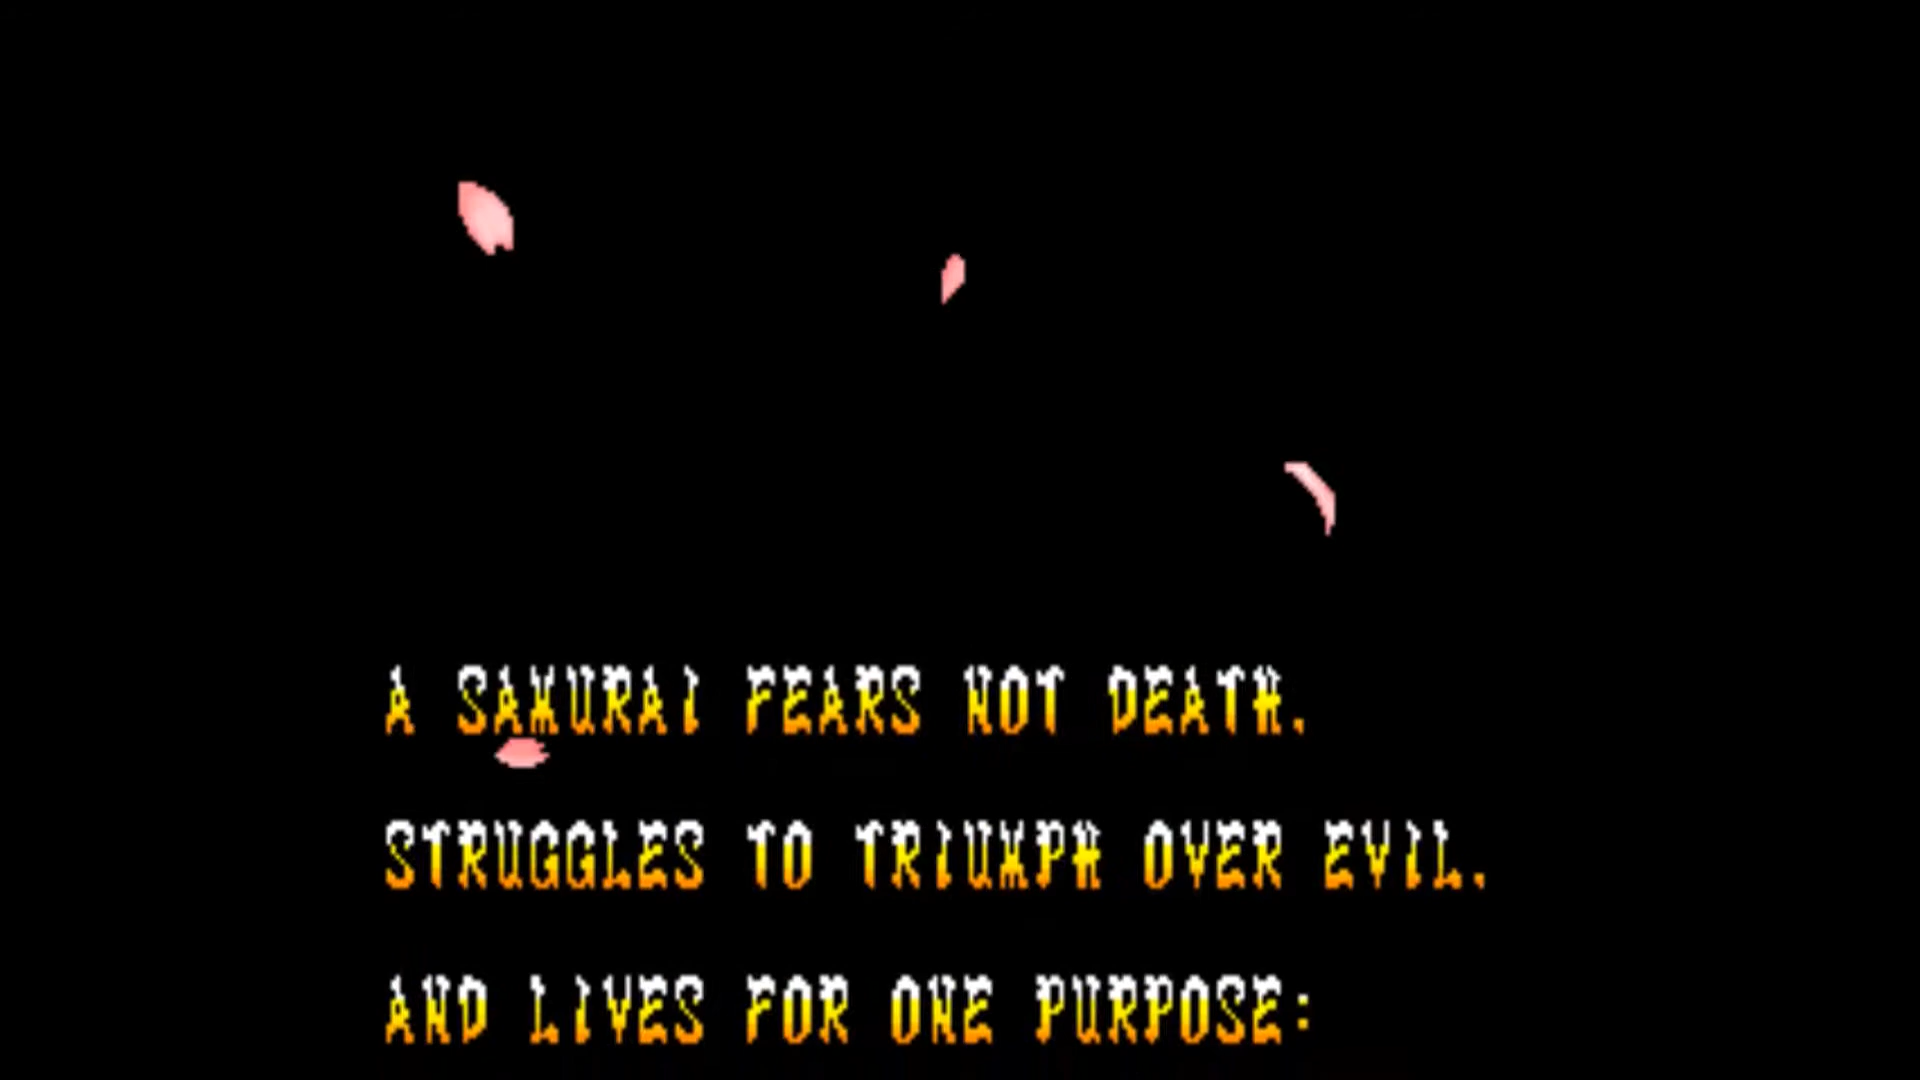 A SAMURAI FEARS NOT DEATH.
STRUGGLES TO TRIUMPH OVER EVIL.
AND LIVES FOR ONE PURPOSE: